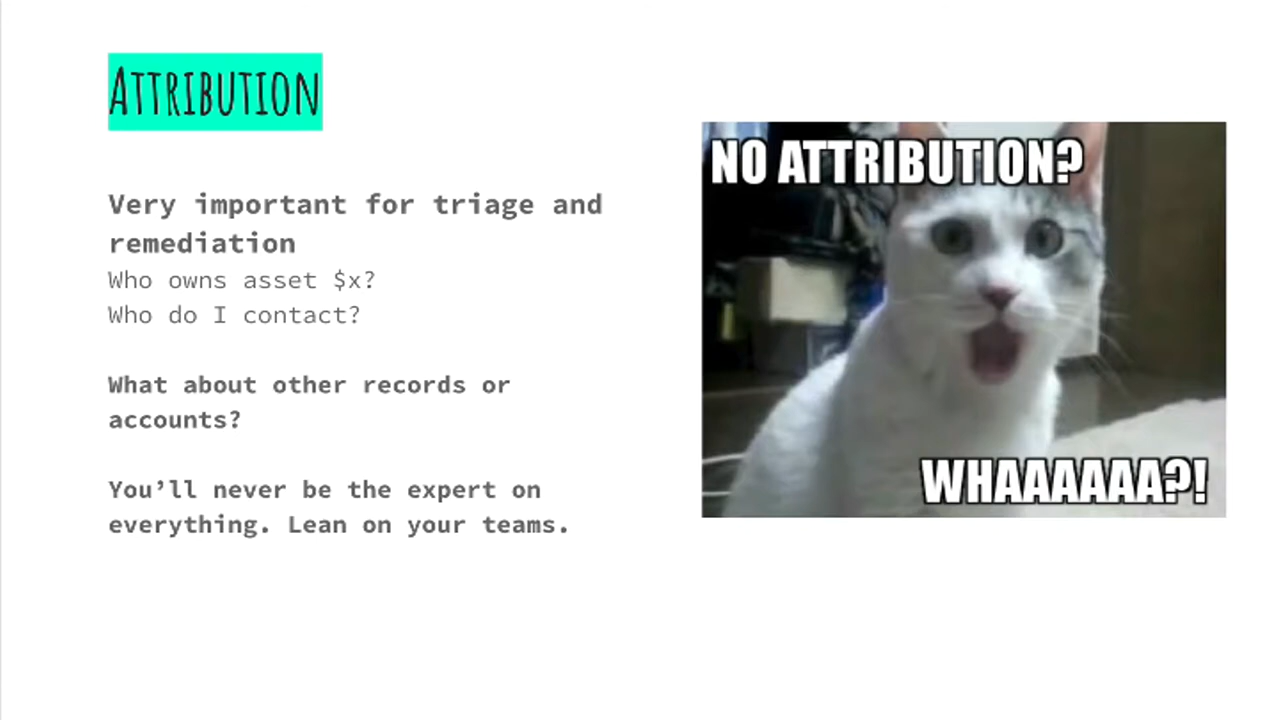 Attribution
Very important for triage and
remediation
Who owns asset $x?
Who do I contact?
What about other records or
accounts?
You’ll never be the expert on
everything. Lean on your teams.
NO ATTRIBUTION?
WHAAAAAA?!